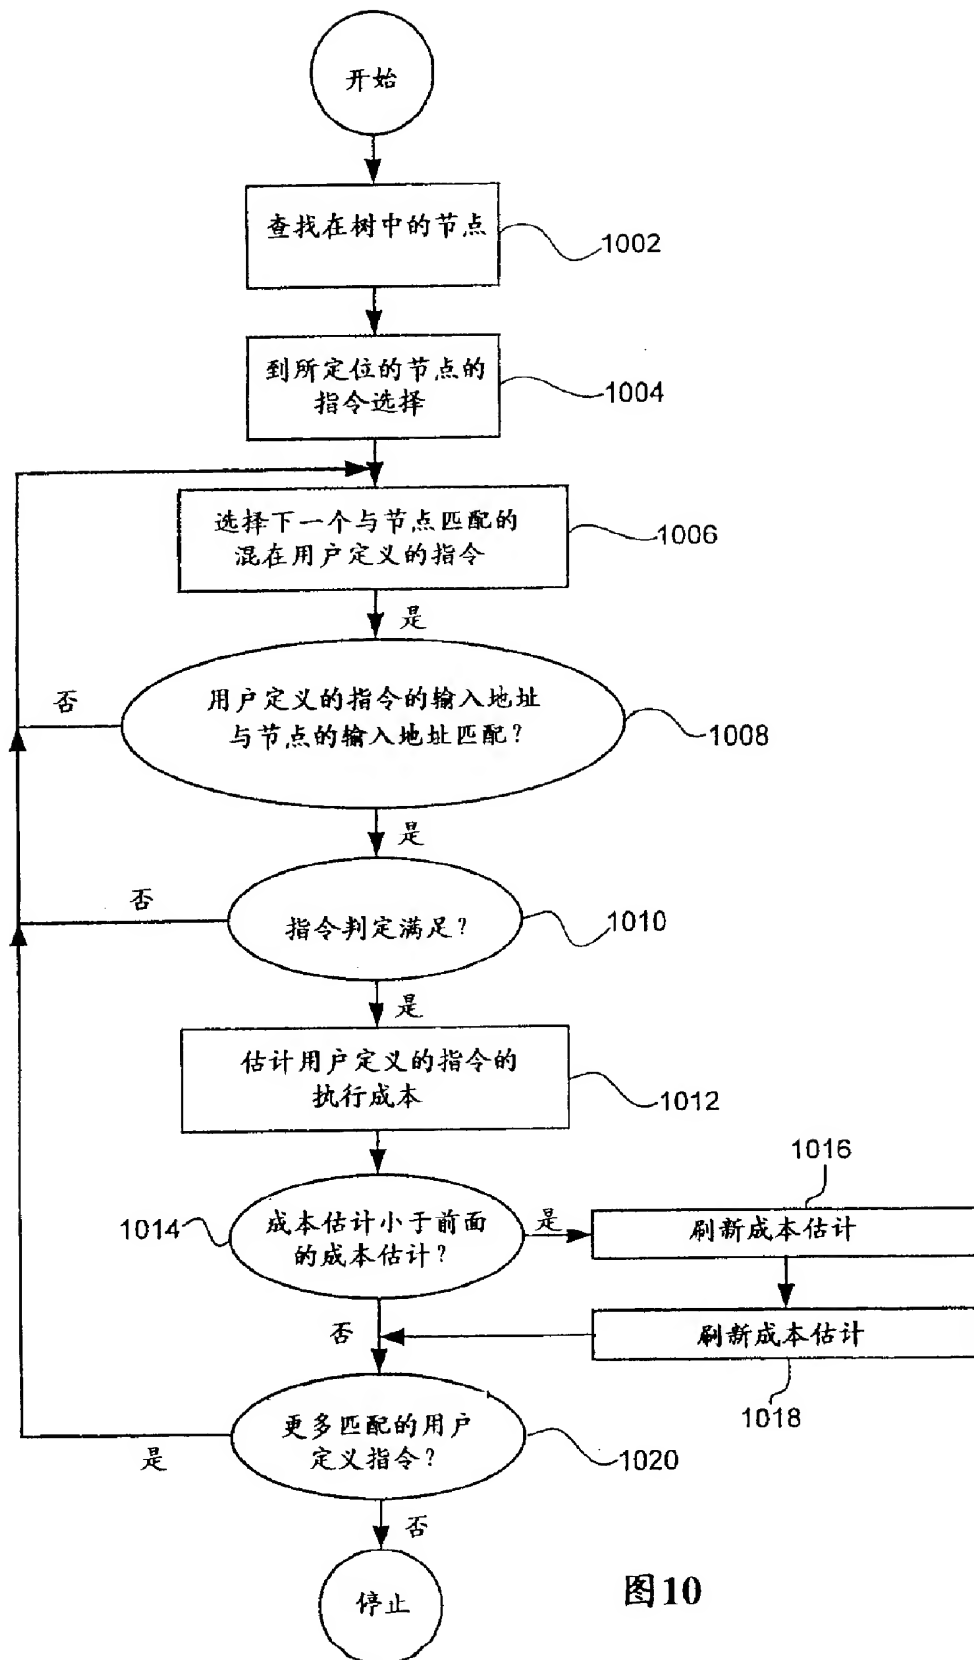 开始
查找在树中的节点
1002
到所定位的节点的
指令选择
1004
选择下一个与节点匹配的
混在用户定义的指令
1006
是
用户定义的指令的输入地址
与节点的输入地址匹配?
1008
否
是
指令判定满足?
1010
否
是
估计用户定义的指令的
执行成本
1012
1014
成本估计小于前面
的成本估计?
是
1016
刷新成本估计
刷新成本估计
1018
否
更多匹配的用户
定义指令?
1020
是
否
停止
图10